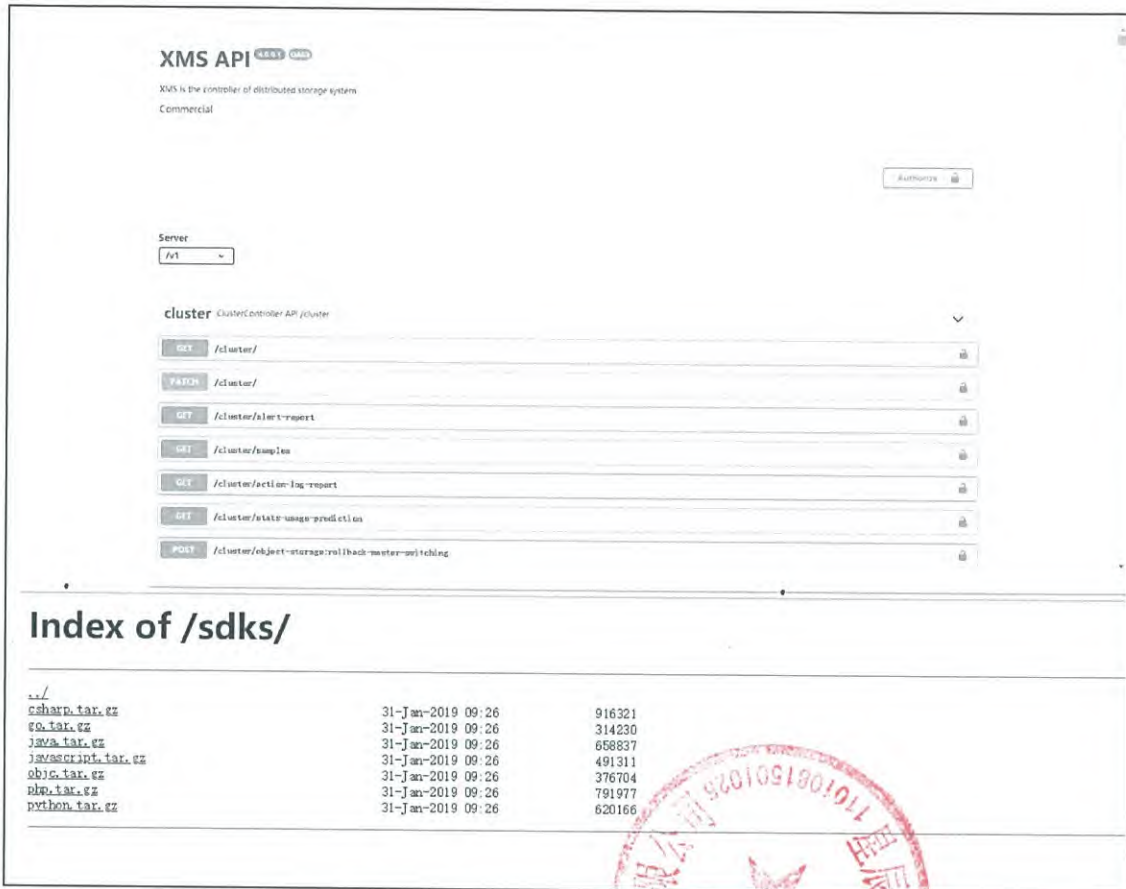 XMS API OAS3
XMS is the controller of distributed storage system
Commercial
Authorize
Server
/v1
cluster ClusterController API /cluster
GET /cluster/
PATCH /cluster/
GET /cluster/alert-report
GET /cluster/samples
GET /cluster/action-log-report
GET /cluster/stats-usage-prediction
POST /cluster/object-storage:rollback-master-switching
Index of /sdks/
../
csharp.tar.gz 31-Jan-2019 09:26 916321
go.tar.gz 31-Jan-2019 09:26 314230
java.tar.gz 31-Jan-2019 09:26 658837
javascript.tar.gz 31-Jan-2019 09:26 491311
objc.tar.gz 31-Jan-2019 09:26 376704
php.tar.gz 31-Jan-2019 09:26 791977
python.tar.gz 31-Jan-2019 09:26 620166